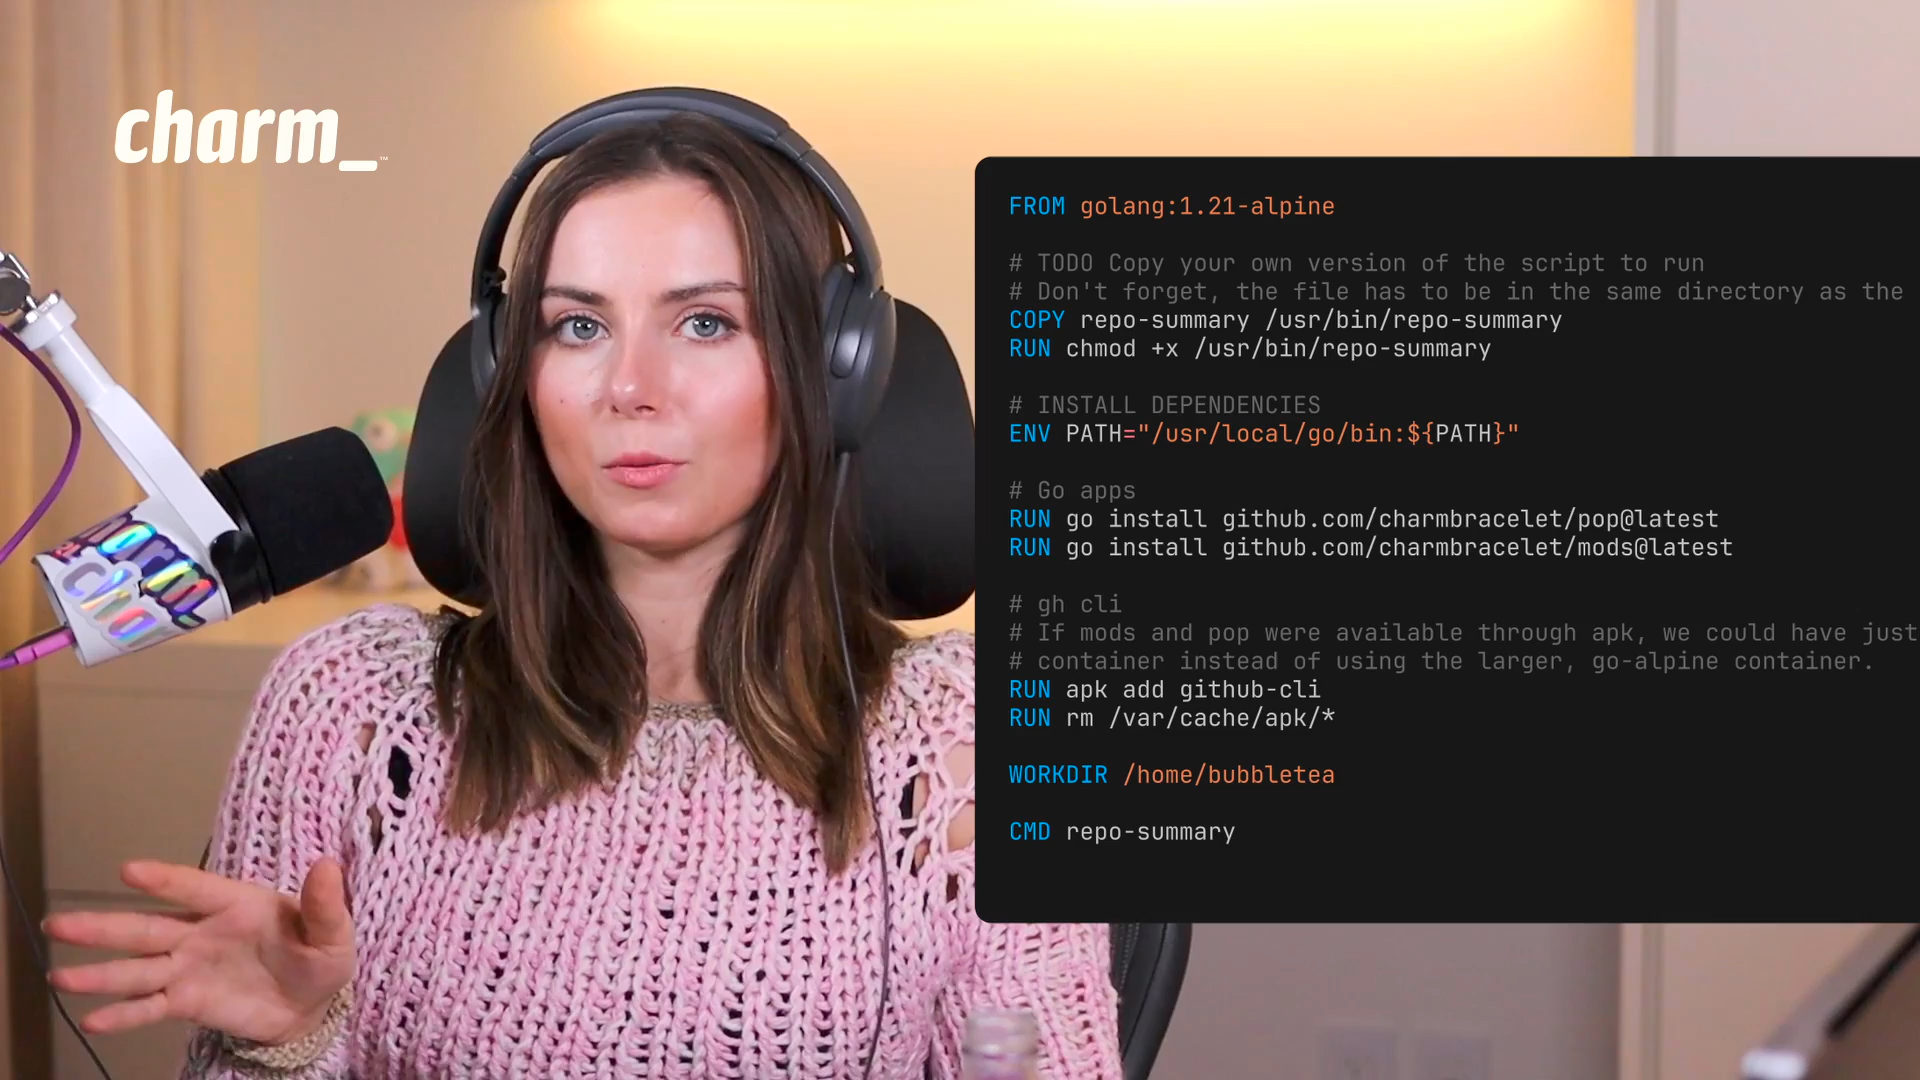 charm_™
FROM golang:1.21-alpine
# TODO Copy your own version of the script to run
# Don't forget, the file has to be in the same directory as the
COPY repo-summary /usr/bin/repo-summary
RUN chmod +x /usr/bin/repo-summary
# INSTALL DEPENDENCIES
ENV PATH="/usr/local/go/bin:${PATH}"
# Go apps
RUN go install github.com/charmbracelet/pop@latest
RUN go install github.com/charmbracelet/mods@latest
# gh cli
# If mods and pop were available through apk, we could have just
# container instead of using the larger, go-alpine container.
RUN apk add github-cli
RUN rm /var/cache/apk/*
WORKDIR /home/bubbletea
CMD repo-summary
charm